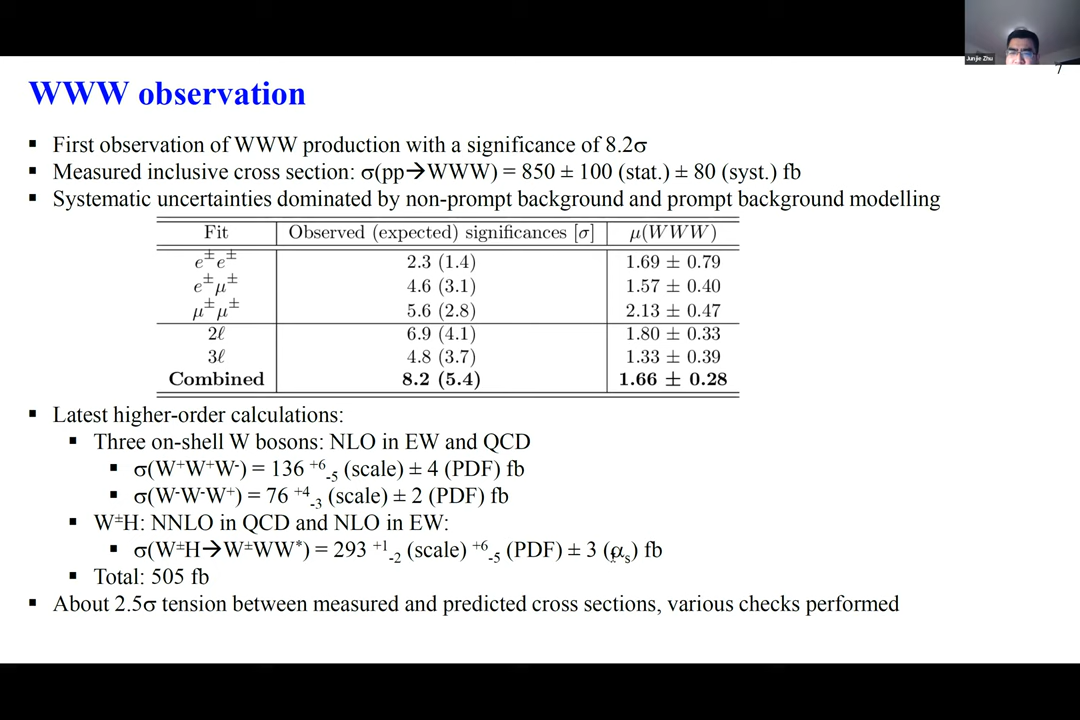 Junjie Zhu
7
WWW observation
▪ First observation of WWW production with a significance of 8.2σ
▪ Measured inclusive cross section: σ(pp→WWW) = 850 ± 100 (stat.) ± 80 (syst.) fb
▪ Systematic uncertainties dominated by non-prompt background and prompt background modelling
Fit Observed (expected) significances [σ] μ(WWW)
e±e± 2.3 (1.4) 1.69 ± 0.79
e±μ± 4.6 (3.1) 1.57 ± 0.40
μ±μ± 5.6 (2.8) 2.13 ± 0.47
2ℓ 6.9 (4.1) 1.80 ± 0.33
3ℓ 4.8 (3.7) 1.33 ± 0.39
Combined 8.2 (5.4) 1.66 ± 0.28
▪ Latest higher-order calculations:
▪ Three on-shell W bosons: NLO in EW and QCD
▪ σ(W⁺W⁺W⁻) = 136 ⁺⁶₋₅ (scale) ± 4 (PDF) fb
▪ σ(W⁻W⁻W⁺) = 76 ⁺⁴₋₃ (scale) ± 2 (PDF) fb
▪ W±H: NNLO in QCD and NLO in EW:
▪ σ(W±H→W±WW*) = 293 ⁺¹₋₂ (scale) ⁺⁶₋₅ (PDF) ± 3 (αₛ) fb
▪ Total: 505 fb
▪ About 2.5σ tension between measured and predicted cross sections, various checks performed